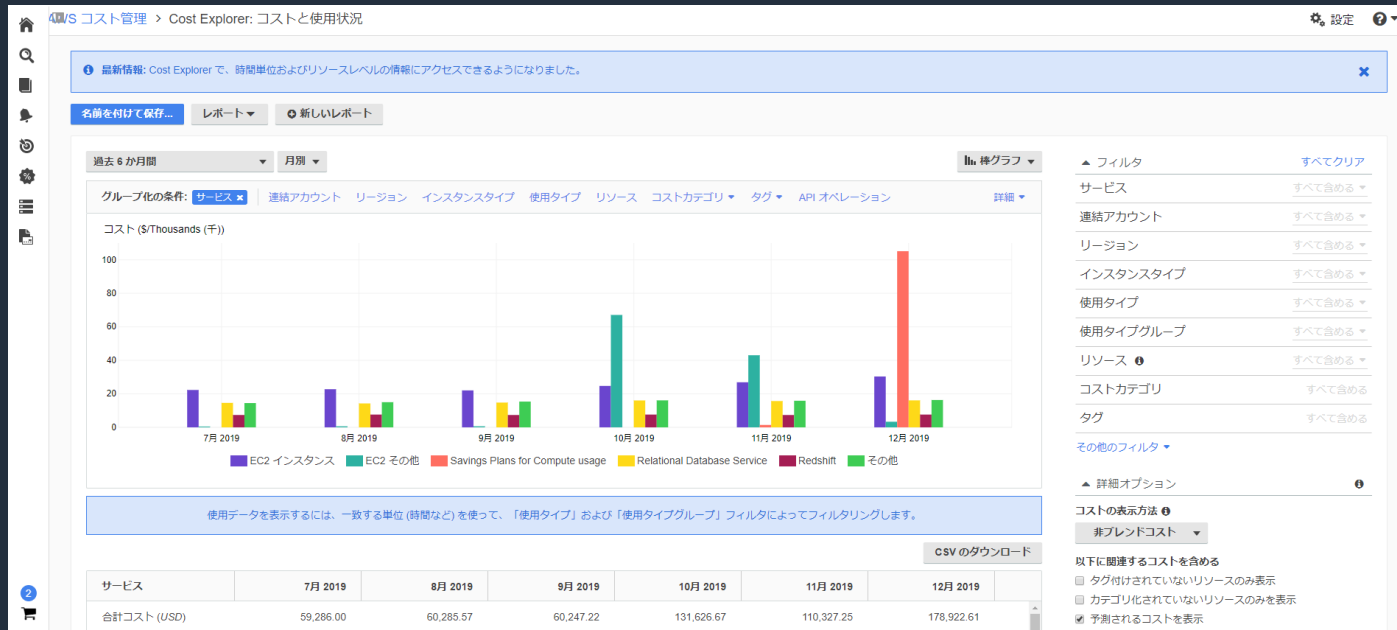 AWS コスト管理 > Cost Explorer: コストと使用状況
設定
最新情報: Cost Explorer で、時間単位およびリソースレベルの情報にアクセスできるようになりました。
名前を付けて保存...
レポート
新しいレポート
過去 6 か月間
月別
棒グラフ
グループ化の条件: サービス × 連結アカウント リージョン インスタンスタイプ 使用タイプ リソース コストカテゴリ タグ API オペレーション 詳細
コスト ($/Thousands (千))
100
80
60
40
20
0
7月 2019 8月 2019 9月 2019 10月 2019 11月 2019 12月 2019
EC2 インスタンス EC2 その他 Savings Plans for Compute usage Relational Database Service Redshift その他
使用データを表示するには、一致する単位 (時間など) を使って、「使用タイプ」および「使用タイプグループ」フィルタによってフィルタリングします。
CSV のダウンロード
サービス 7月 2019 8月 2019 9月 2019 10月 2019 11月 2019 12月 2019
合計コスト (USD) 59,286.00 60,285.57 60,247.22 131,626.67 110,327.25 178,922.61
フィルタ すべてクリア
サービス すべて含める
連結アカウント すべて含める
リージョン すべて含める
インスタンスタイプ すべて含める
使用タイプ すべて含める
使用タイプグループ すべて含める
リソース すべて含める
コストカテゴリ すべて含める
タグ すべて含める
その他のフィルタ
詳細オプション
コストの表示方法
非ブレンドコスト
以下に関連するコストを含める
タグ付けされていないリソースのみ表示
カテゴリ化されていないリソースのみを表示
予測されるコストを表示
2